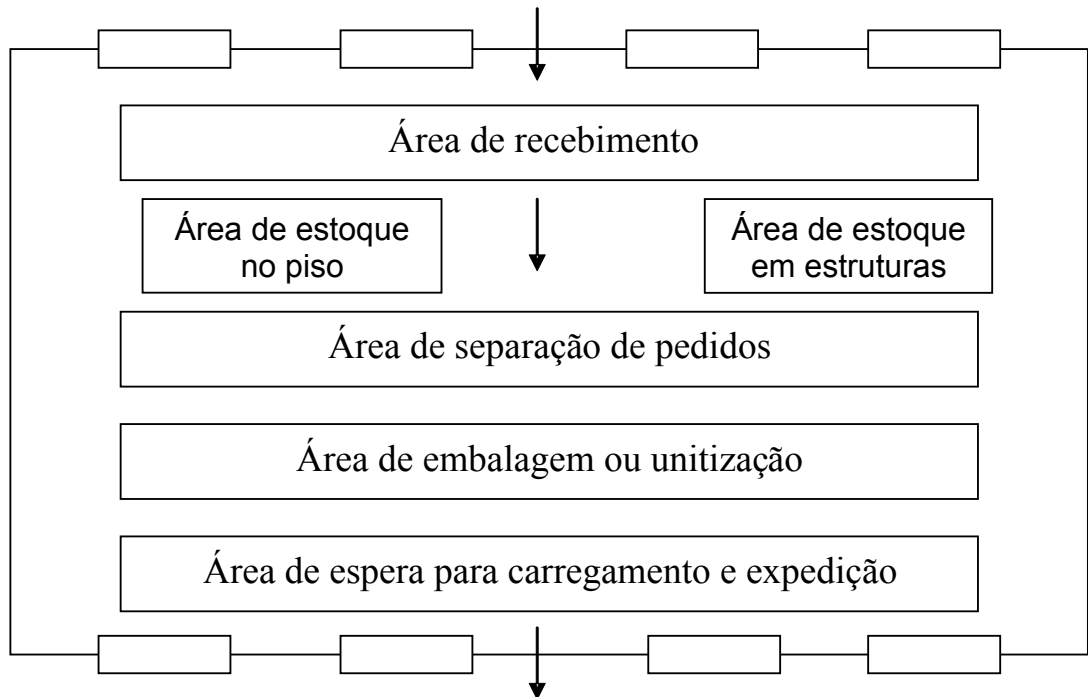 Área de recebimento
Área de estoque
no piso
Área de estoque
em estruturas
Área de separação de pedidos
Área de embalagem ou unitização
Área de espera para carregamento e expedição